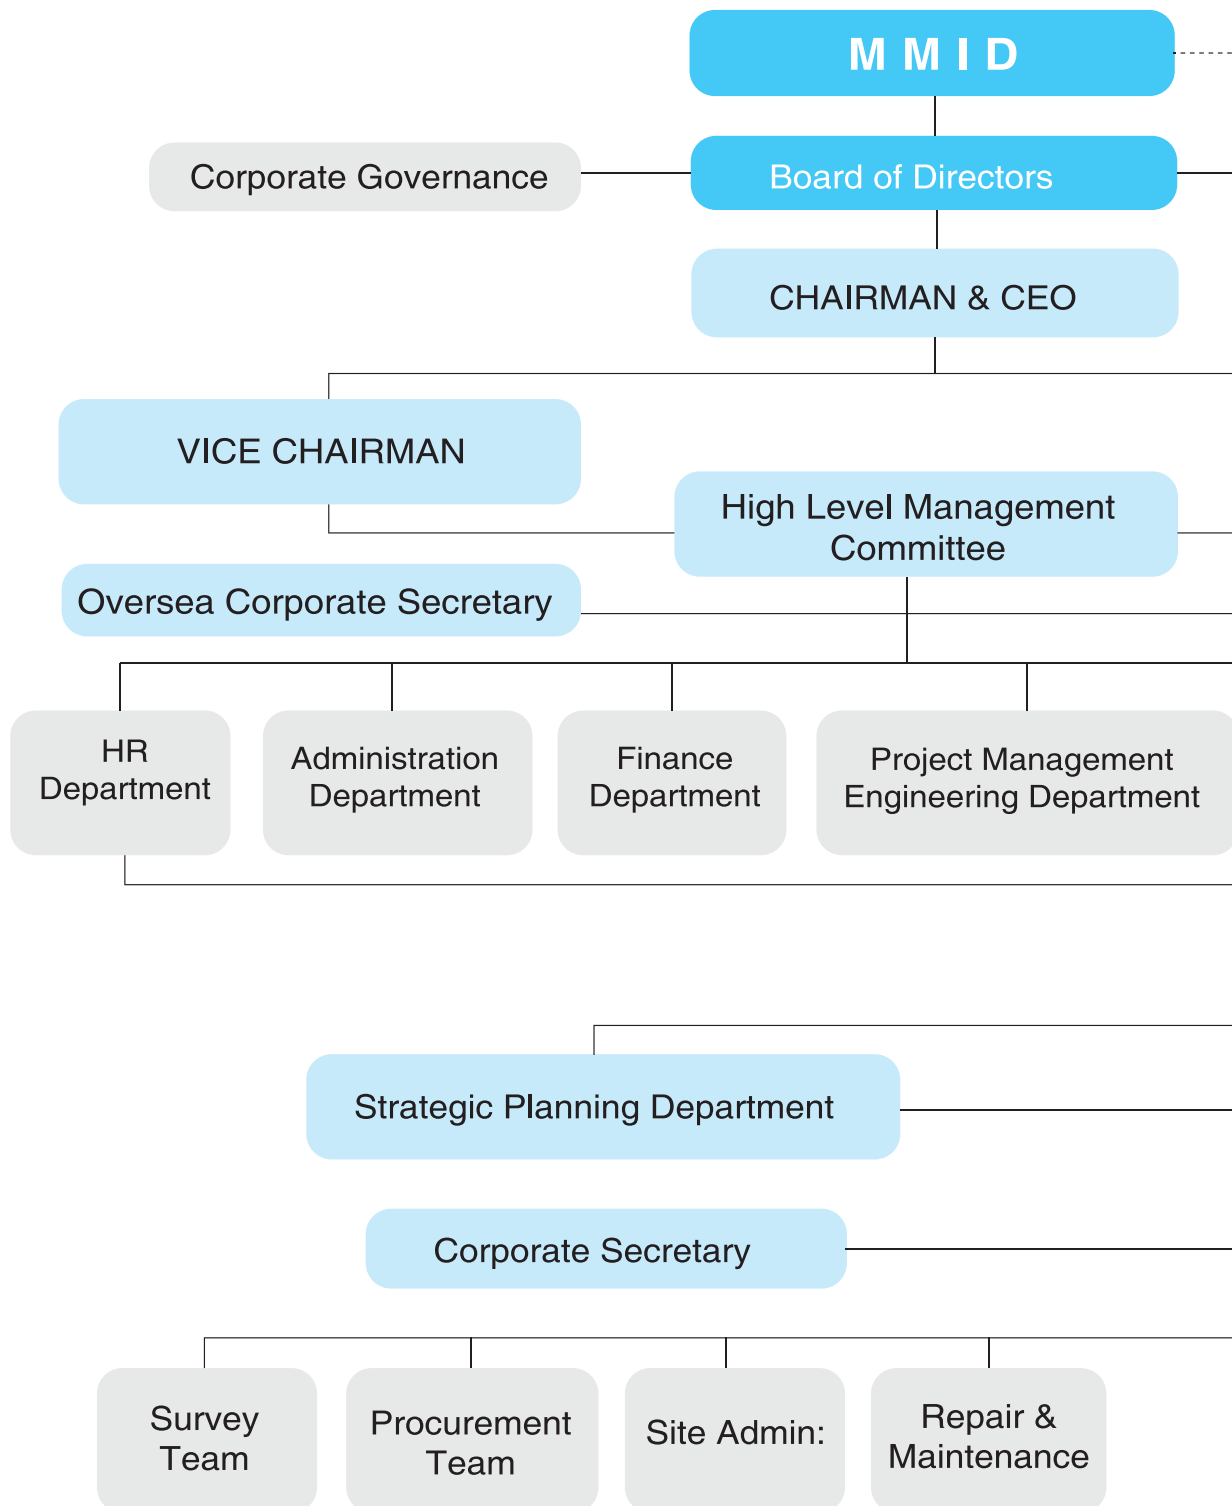 M M I D
Corporate Governance
Board of Directors
CHAIRMAN & CEO
VICE CHAIRMAN
High Level Management
Committee
Oversea Corporate Secretary
HR
Department
Administration
Department
Finance
Department
Project Management
Engineering Department
Strategic Planning Department
Corporate Secretary
Survey
Team
Procurement
Team
Site Admin:
Repair &
Maintenance